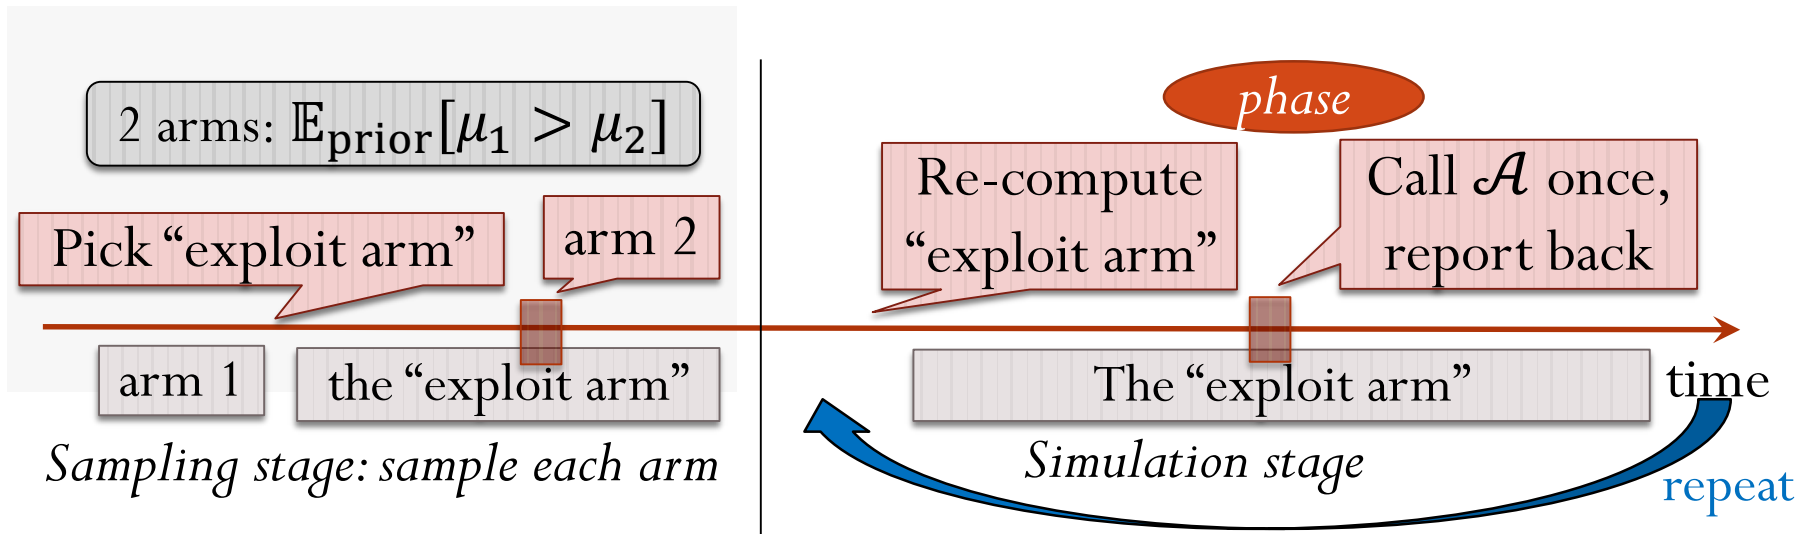 2 arms: 𝔼prior[μ1 > μ2]
Pick “exploit arm”
arm 2
arm 1
the “exploit arm”
Sampling stage: sample each arm
phase
Re-compute
“exploit arm”
Call 𝒜 once,
report back
The “exploit arm”
time
Simulation stage
repeat